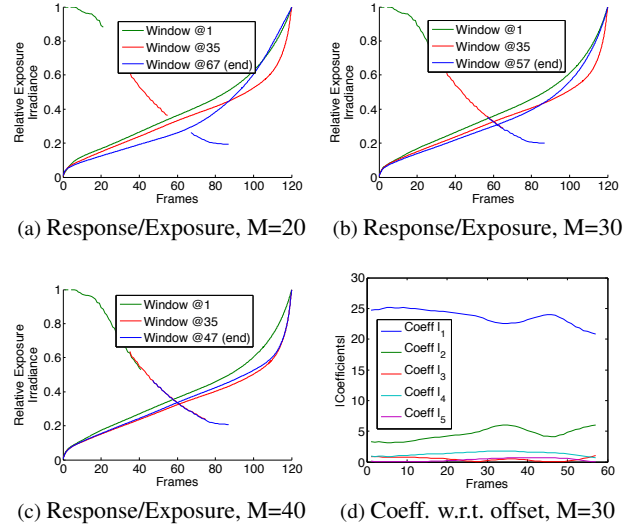 Relative Exposure
Irradiance
1
0.8
0.6
0.4
0.2
0
Window @1
Window @35
Window @67 (end)
0 20 40 60 80 100 120
Frames
(a) Response/Exposure, M=20
Relative Exposure
Irradiance
1
0.8
0.6
0.4
0.2
0
Window @1
Window @35
Window @57 (end)
0 20 40 60 80 100 120
Frames
(b) Response/Exposure, M=30
Relative Exposure
Irradiance
1
0.8
0.6
0.4
0.2
0
Window @1
Window @35
Window @47 (end)
0 20 40 60 80 100 120
Frames
(c) Response/Exposure, M=40
|Coefficients|
30
25
20
15
10
5
0
Coeff l₁
Coeff l₂
Coeff l₃
Coeff l₄
Coeff l₅
0 10 20 30 40 50 60
Frames
(d) Coeff. w.r.t. offset, M=30